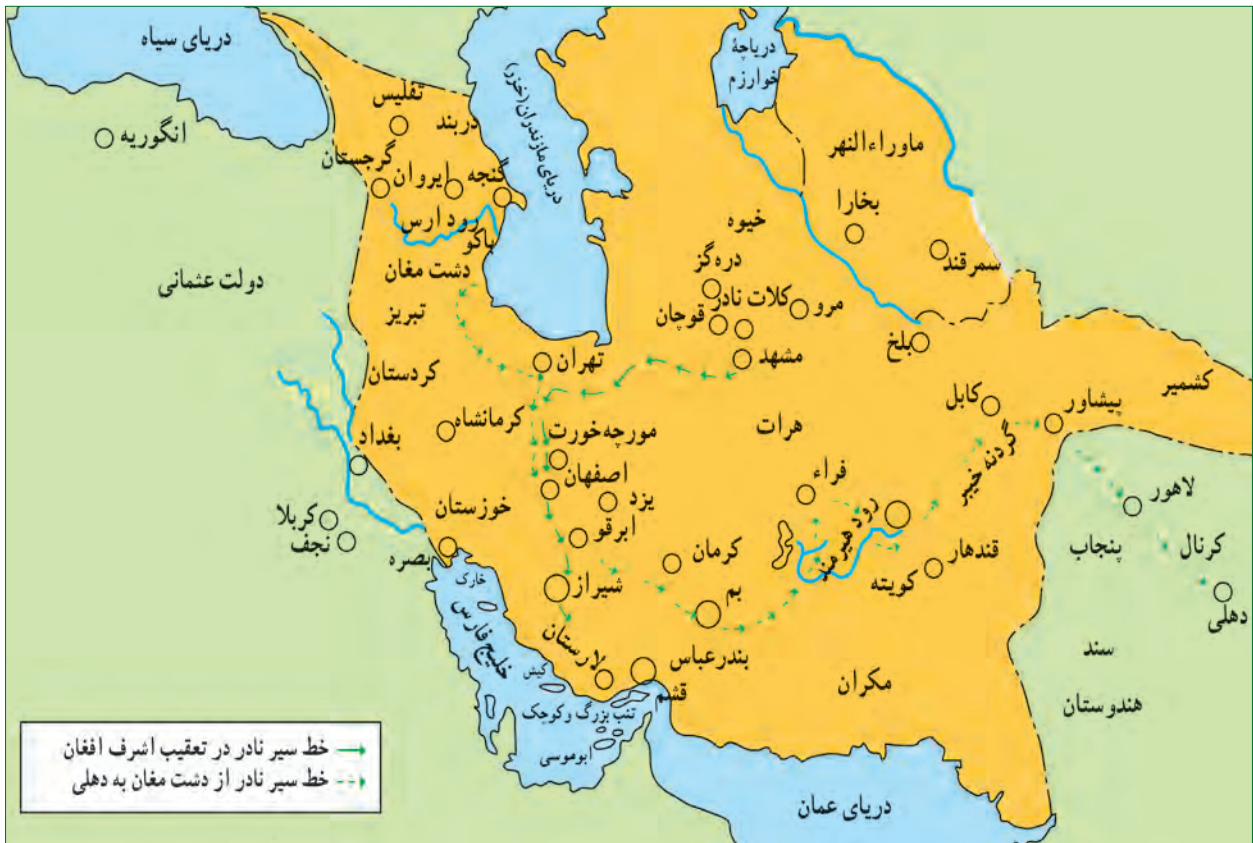 دریای سیاه
دریاچهٔ
خوارزم
دریای مازندران (خزر)
تفلیس
دربند
انگوریه
ماوراءالنهر
گرجستان
ایروان
گنجه
بخارا
رود ارس
خیوه
باکو
سمرقند
دره گز
دشت مغان
دولت عثمانی
کلات نادر
مرو
قوچان
تبریز
بلخ
تهران
مشهد
کردستان
کشمیر
کابل
پیشاور
کرمانشاه
مورچه خورت
هرات
بغداد
گردنه خیبر
اصفهان
فراء
لاهور
یزد
خوزستان
رود هیرمند
کربلا
ابرقو
کرنال
نجف
پنجاب
بصره
کرمان
قندهار
کویته
خارک
شیراز
بم
دهلی
خلیج فارس
لارستان
سند
بندرعباس
کیش
مکران
قشم
هندوستان
تنب بزرگ و کوچک
ابوموسی
دریای عمان
خط سیر نادر در تعقیب اشرف افغان
خط سیر نادر از دشت مغان به دهلی